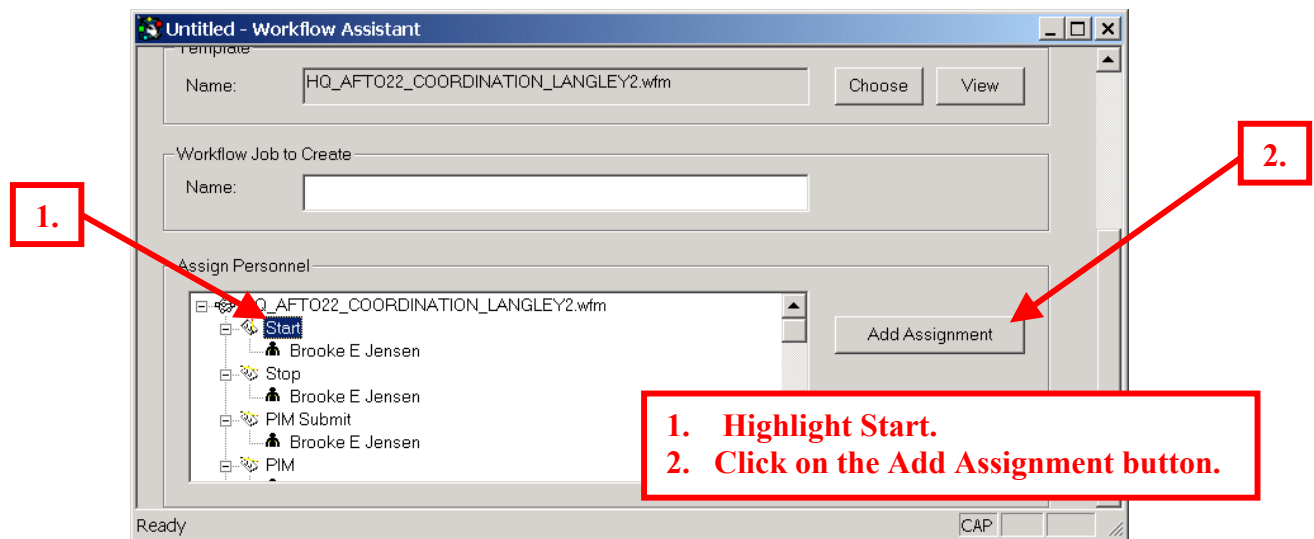 Untitled - Workflow Assistant
Template
Name: HQ_AFTO22_COORDINATION_LANGLEY2.wfm Choose View
2.
Workflow Job to Create
Name:
1.
Assign Personnel
HQ_AFTO22_COORDINATION_LANGLEY2.wfm
Start
Add Assignment
Brooke E Jensen
Stop
Brooke E Jensen
PIM Submit
Brooke E Jensen
PIM
1. Highlight Start.
2. Click on the Add Assignment button.
Ready CAP